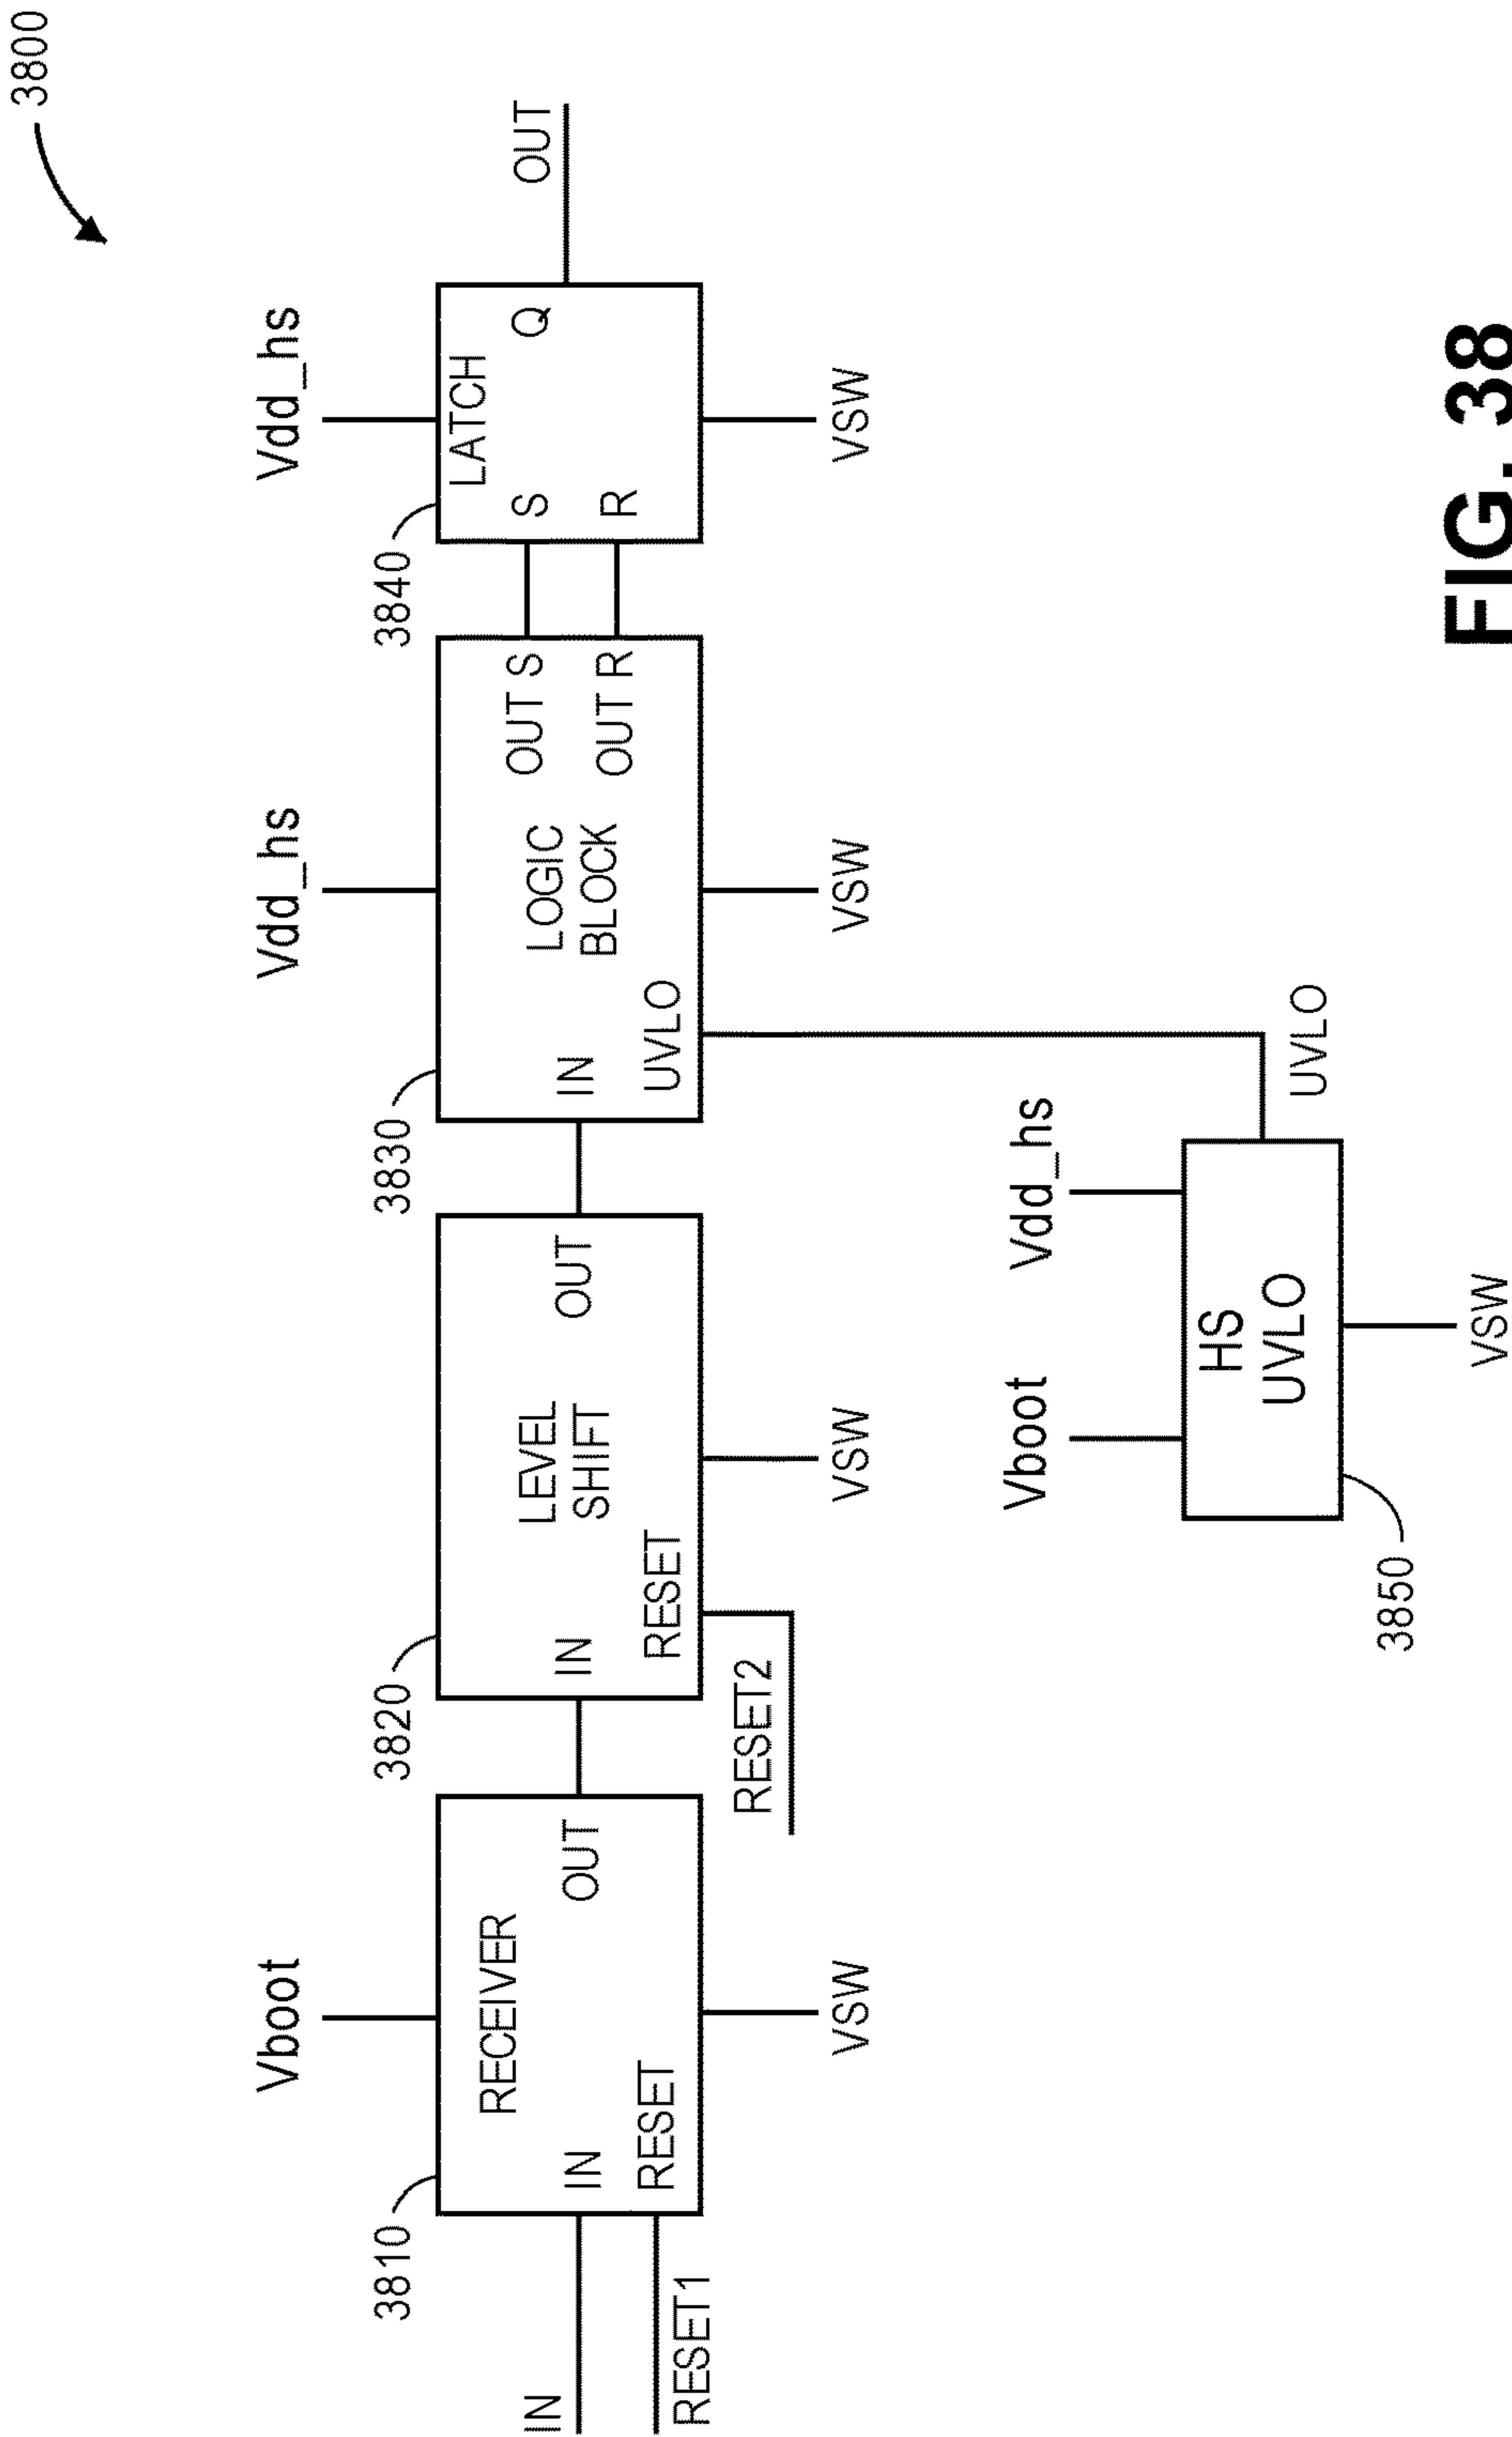 3800
Vboot
Vdd_hs
Vdd_hs
3810
3820
3830
3840
RECEIVER
LEVEL
SHIFT
LOGIC
BLOCK
LATCH
IN
IN
OUT
IN
OUT
IN
OUT S
OUT R
S
R
Q
OUT
RESET1
RESET
RESET
RESET2
UVLO
VSW
VSW
VSW
VSW
Vboot
Vdd_hs
HS
UVLO
UVLO
3850
VSW
FIG. 38